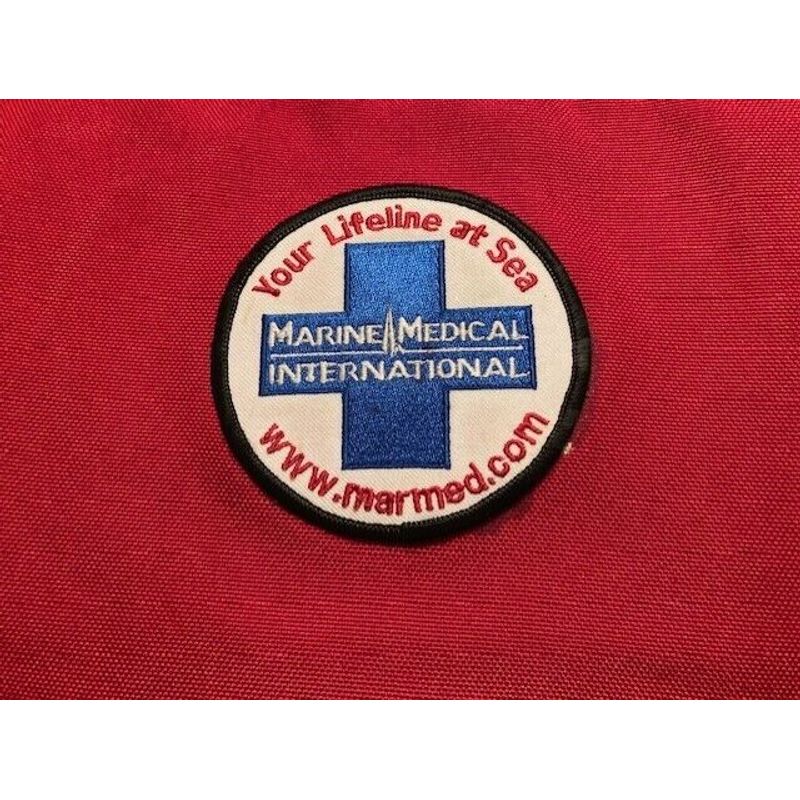 Your Lifeline at Sea
MARINE MEDICAL
INTERNATIONAL
www.marmed.com